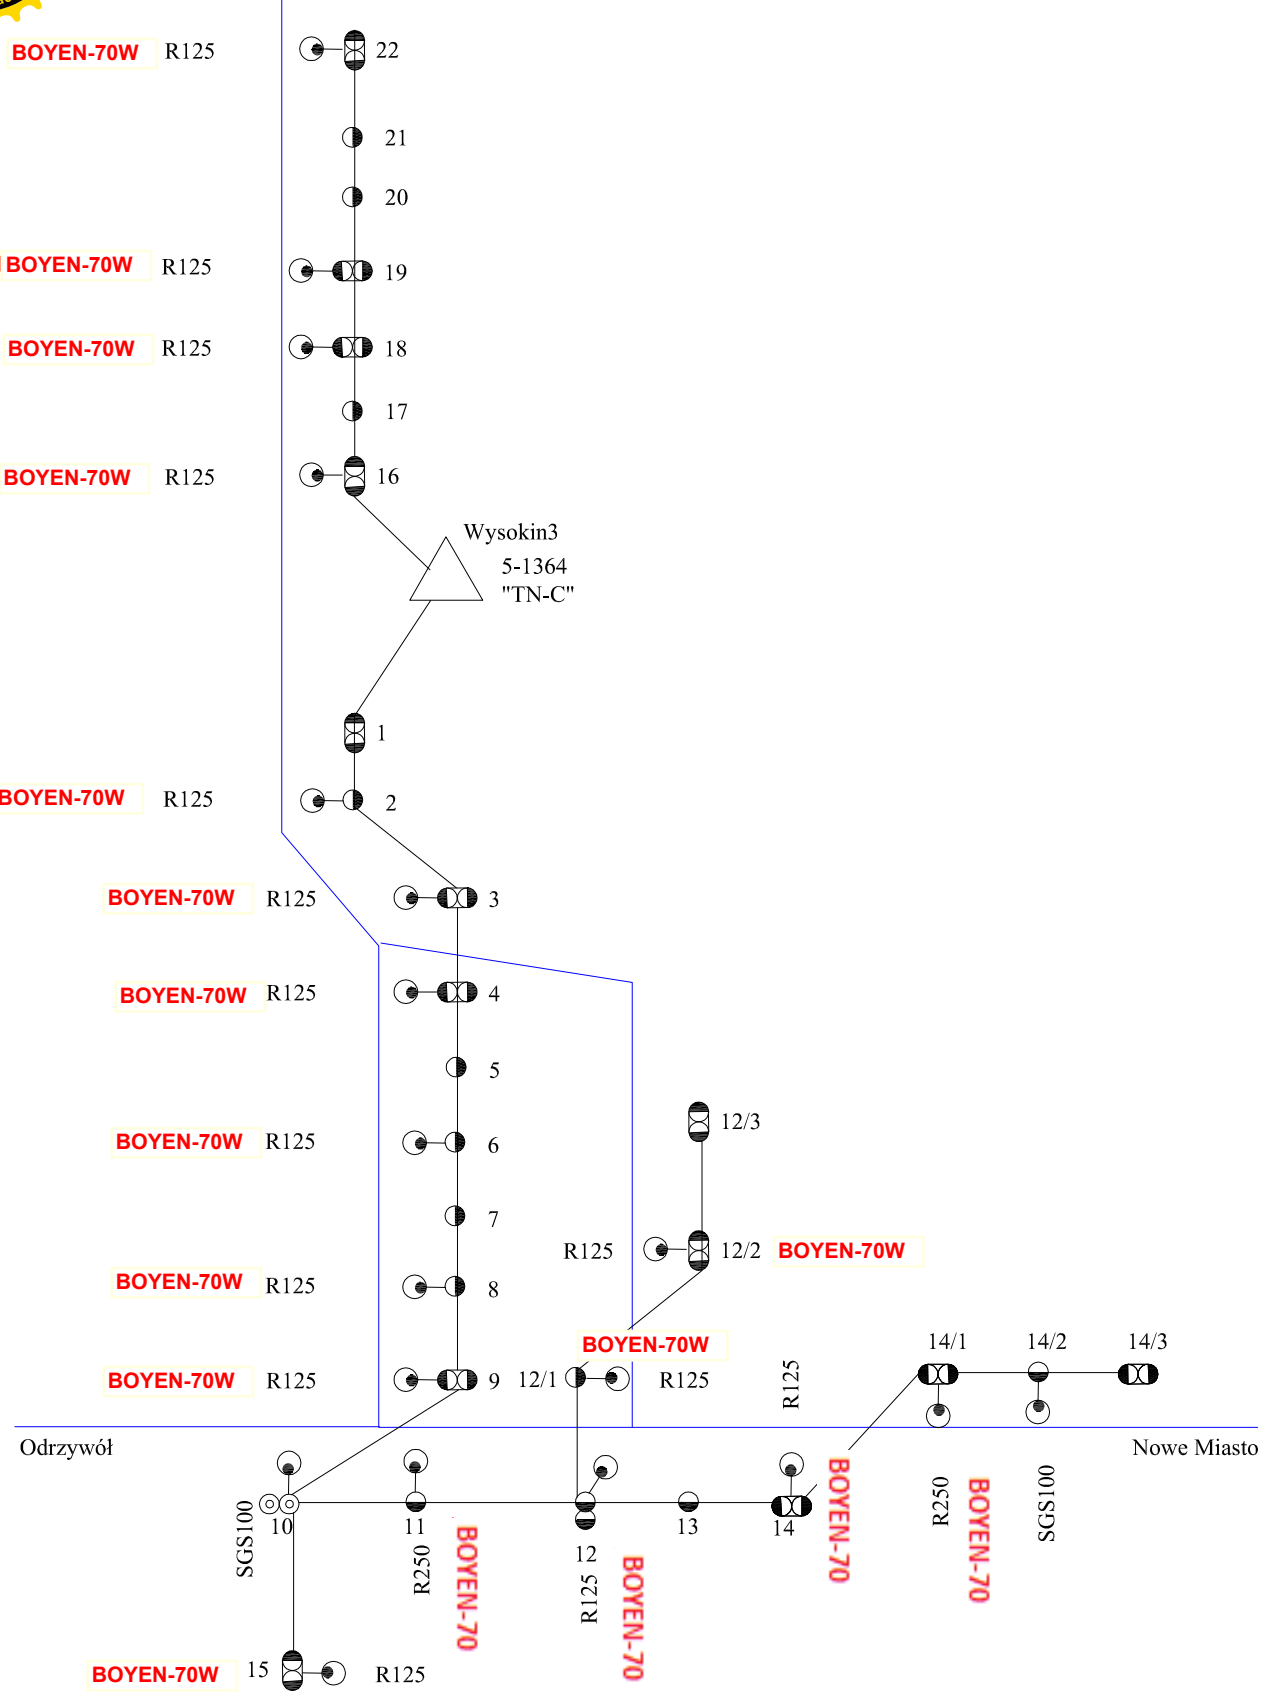 BOYEN-70W R125 22
21
20
BOYEN-70W R125 19
BOYEN-70W R125 18
17
BOYEN-70W R125 16
Wysokin3
5-1364
"TN-C"
1
BOYEN-70W R125 2
BOYEN-70W R125 3
BOYEN-70W R125 4
5
BOYEN-70W R125 6
12/3
7
R125 12/2 BOYEN-70W
BOYEN-70W R125 8
BOYEN-70W
14/1 14/2 14/3
BOYEN-70W R125 9 12/1 R125
R125
Odrzywół Nowe Miasto
10 11 12 13 14
SGS100
R250
BOYEN-70
R125
BOYEN-70
BOYEN-70
R250
BOYEN-70
SGS100
BOYEN-70W 15 R125